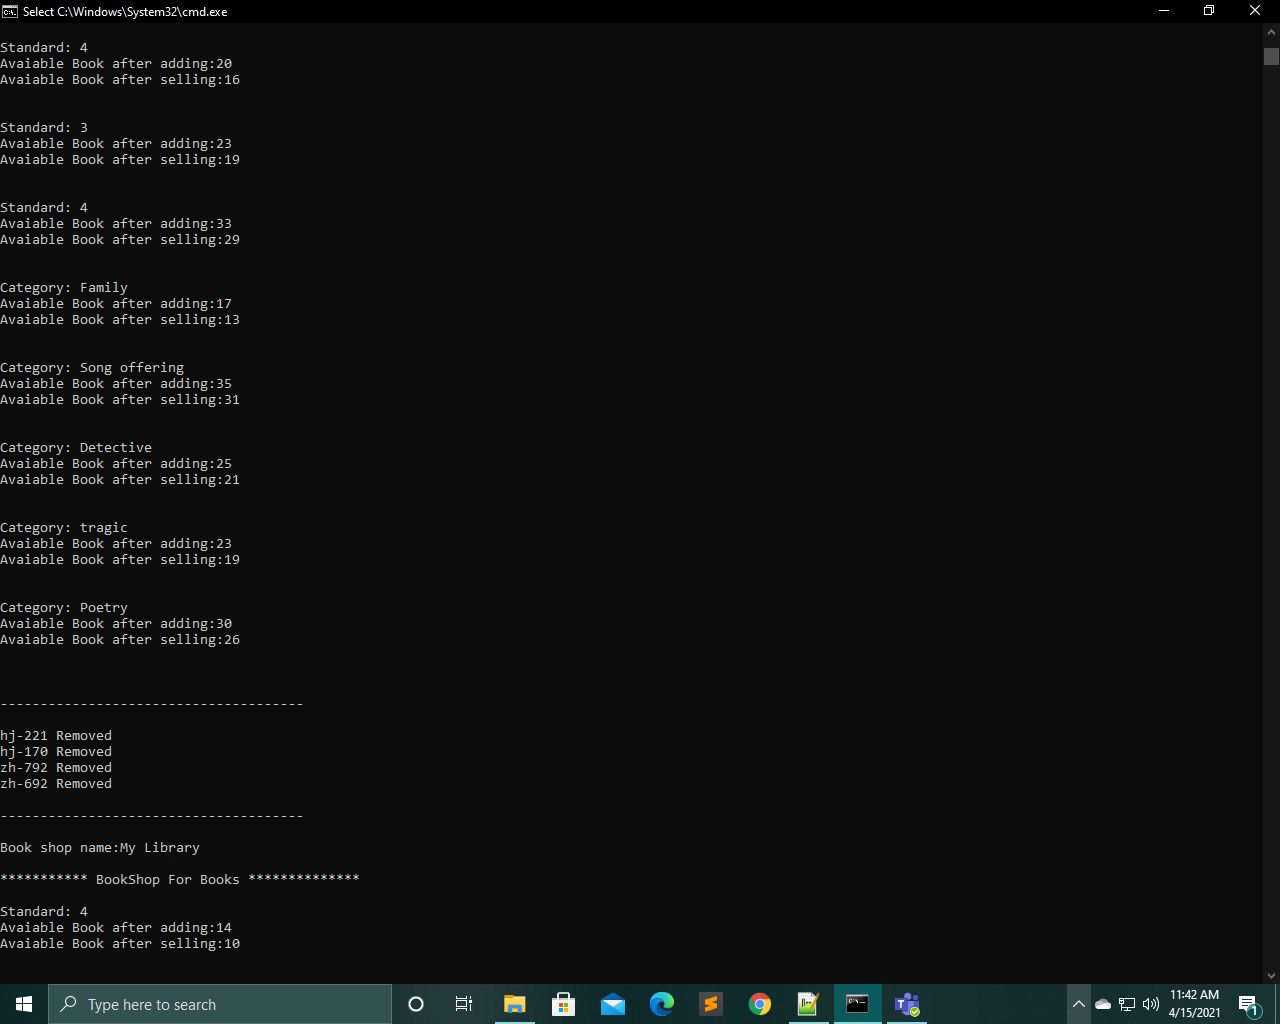 Select C:\Windows\System32\cmd.exe
Standard: 4
Avaiable Book after adding:20
Avaiable Book after selling:16
Standard: 3
Avaiable Book after adding:23
Avaiable Book after selling:19
Standard: 4
Avaiable Book after adding:33
Avaiable Book after selling:29
Category: Family
Avaiable Book after adding:17
Avaiable Book after selling:13
Category: Song offering
Avaiable Book after adding:35
Avaiable Book after selling:31
Category: Detective
Avaiable Book after adding:25
Avaiable Book after selling:21
Category: tragic
Avaiable Book after adding:23
Avaiable Book after selling:19
Category: Poetry
Avaiable Book after adding:30
Avaiable Book after selling:26
--------------------------------------
hj-221 Removed
hj-170 Removed
zh-792 Removed
zh-692 Removed
--------------------------------------
Book shop name:My Library
*********** BookShop For Books **************
Standard: 4
Avaiable Book after adding:14
Avaiable Book after selling:10
Type here to search
11:42 AM
4/15/2021
1